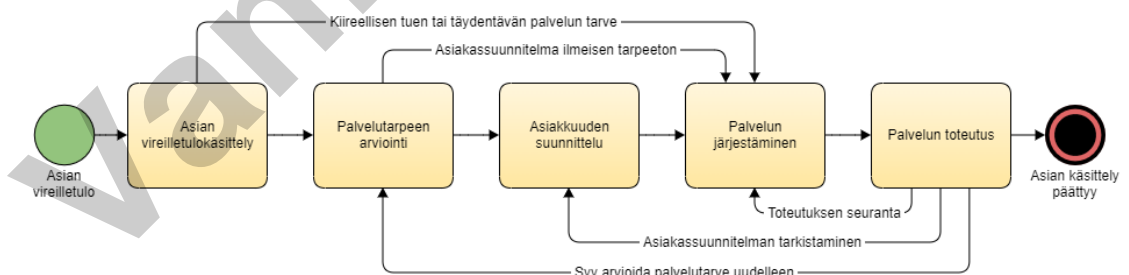 Kiireellisen tuen tai täydentävän palvelun tarve
Asiakassuunnitelma ilmeisen tarpeeton
Asian
vireilletulo
Asian
vireilletulokäsittely
Palvelutarpeen
arviointi
Asiakkuuden
suunnittelu
Palvelun
järjestäminen
Palvelun toteutus
Asian käsittely
päättyy
Toteutuksen seuranta
Asiakassuunnitelman tarkistaminen
Syy arvioida palvelutarve uudelleen